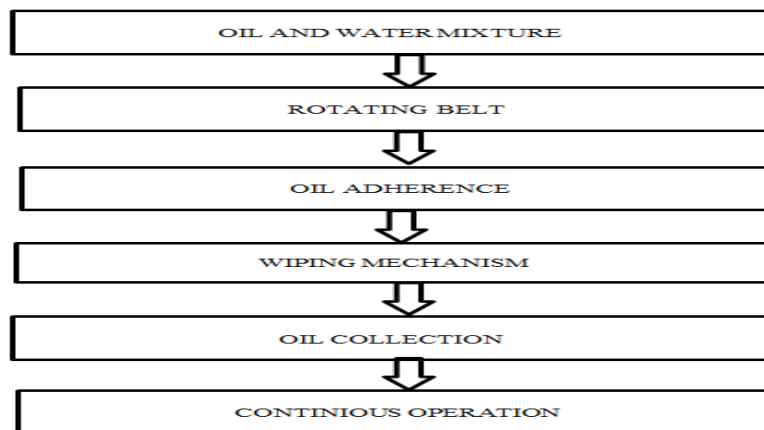 OIL AND WATER MIXTURE
ROTATING BELT
OIL ADHERENCE
WIPING MECHANISM
OIL COLLECTION
CONTINIOUS OPERATION